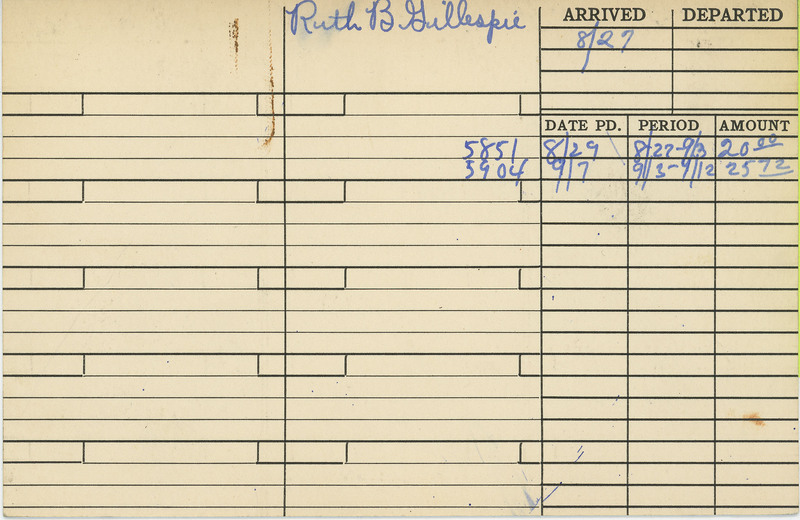 Ruth B Gillespie
ARRIVED DEPARTED
8/27
DATE PD. PERIOD AMOUNT
5851 8/29 8/27-9/3 20 00
5904 9/7 9/3-9/12 25 72